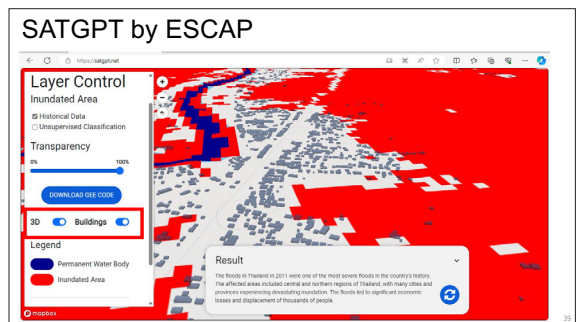 SATGPT by ESCAP
https://satgpt.net
Layer Control
Inundated Area
Historical Data
Unsupervised Classification
Transparency
0% 100%
DOWNLOAD GEE CODE
3D Buildings
Legend
Permanent Water Body
Inundated Area
Result
The floods in Thailand in 2011 were one of the most severe floods in the country's history.
The affected areas included central and northern regions of Thailand, with many cities and
provinces experiencing devastating inundation. The floods led to significant economic
losses and displacement of thousands of people.
mapbox
39